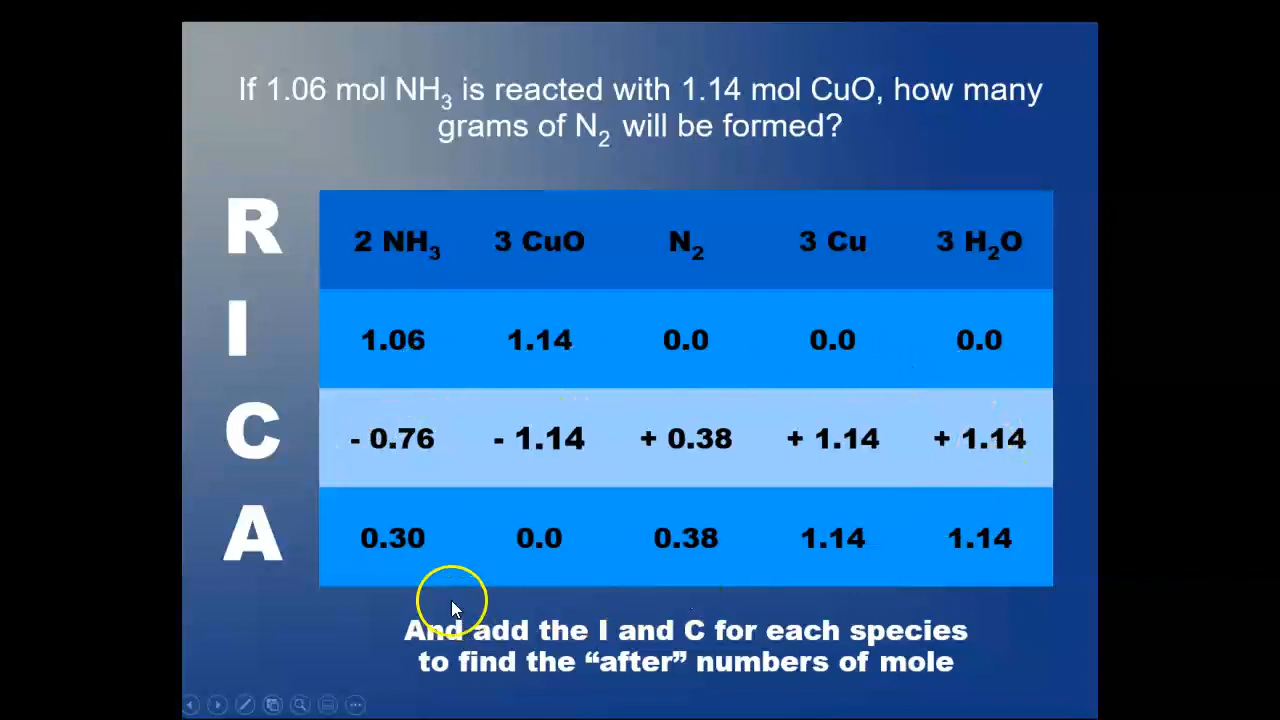 If 1.06 mol NH₃ is reacted with 1.14 mol CuO, how many
grams of N₂ will be formed?
R 2 NH₃ 3 CuO N₂ 3 Cu 3 H₂O
I 1.06 1.14 0.0 0.0 0.0
C - 0.76 - 1.14 + 0.38 + 1.14 + 1.14
A 0.30 0.0 0.38 1.14 1.14
And add the I and C for each species
to find the “after” numbers of mole